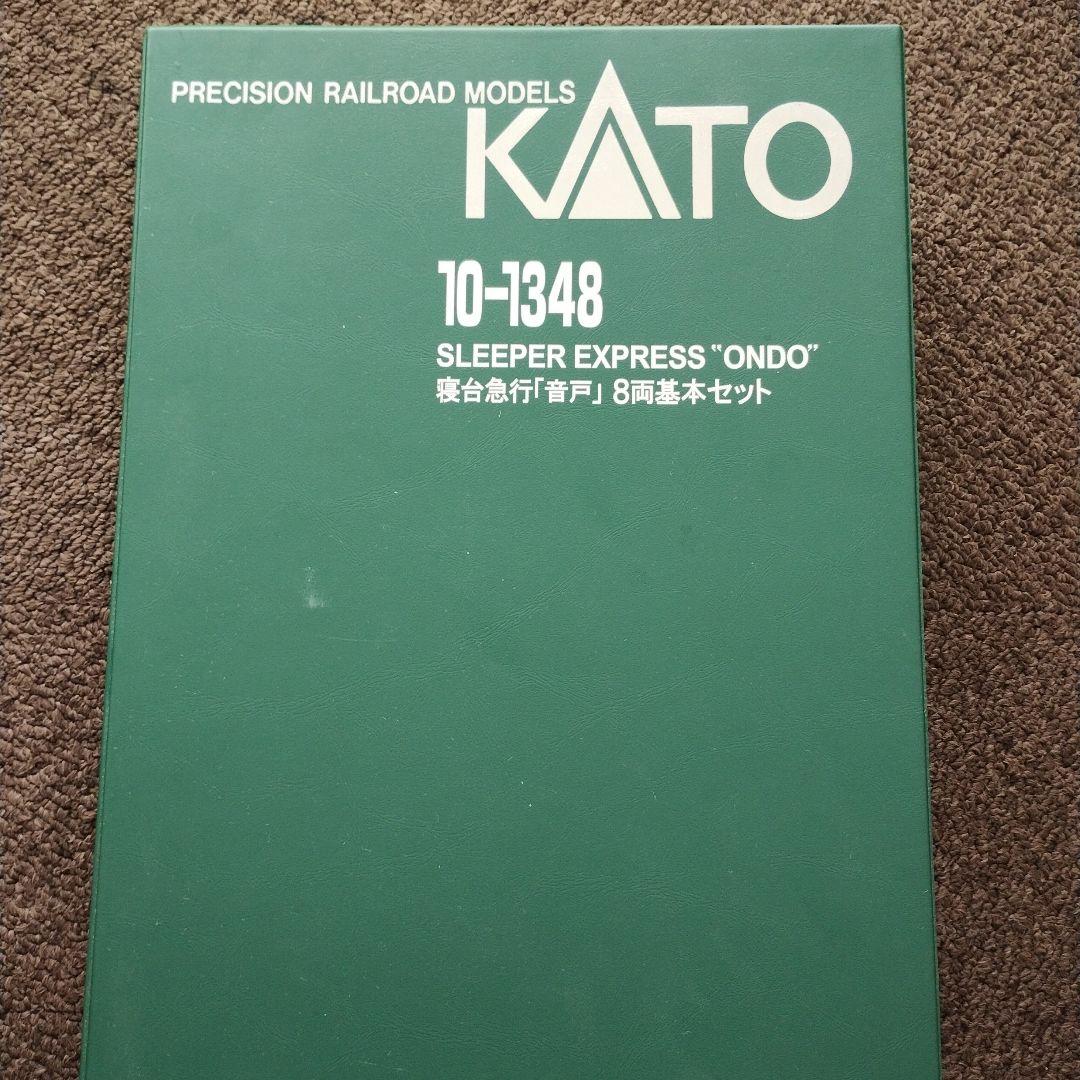 PRECISION RAILROAD MODELS
KATO
10-1348
SLEEPER EXPRESS "ONDO"
寝台急行「音戸」 8両基本セット